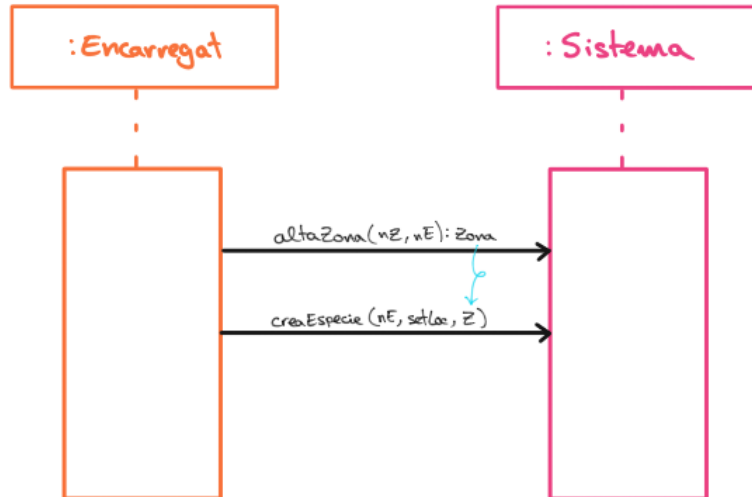 :Encarregat
:Sistema
altaZona(nZ, nE): Zona
creaEspecie(nE, setLoc, Z)